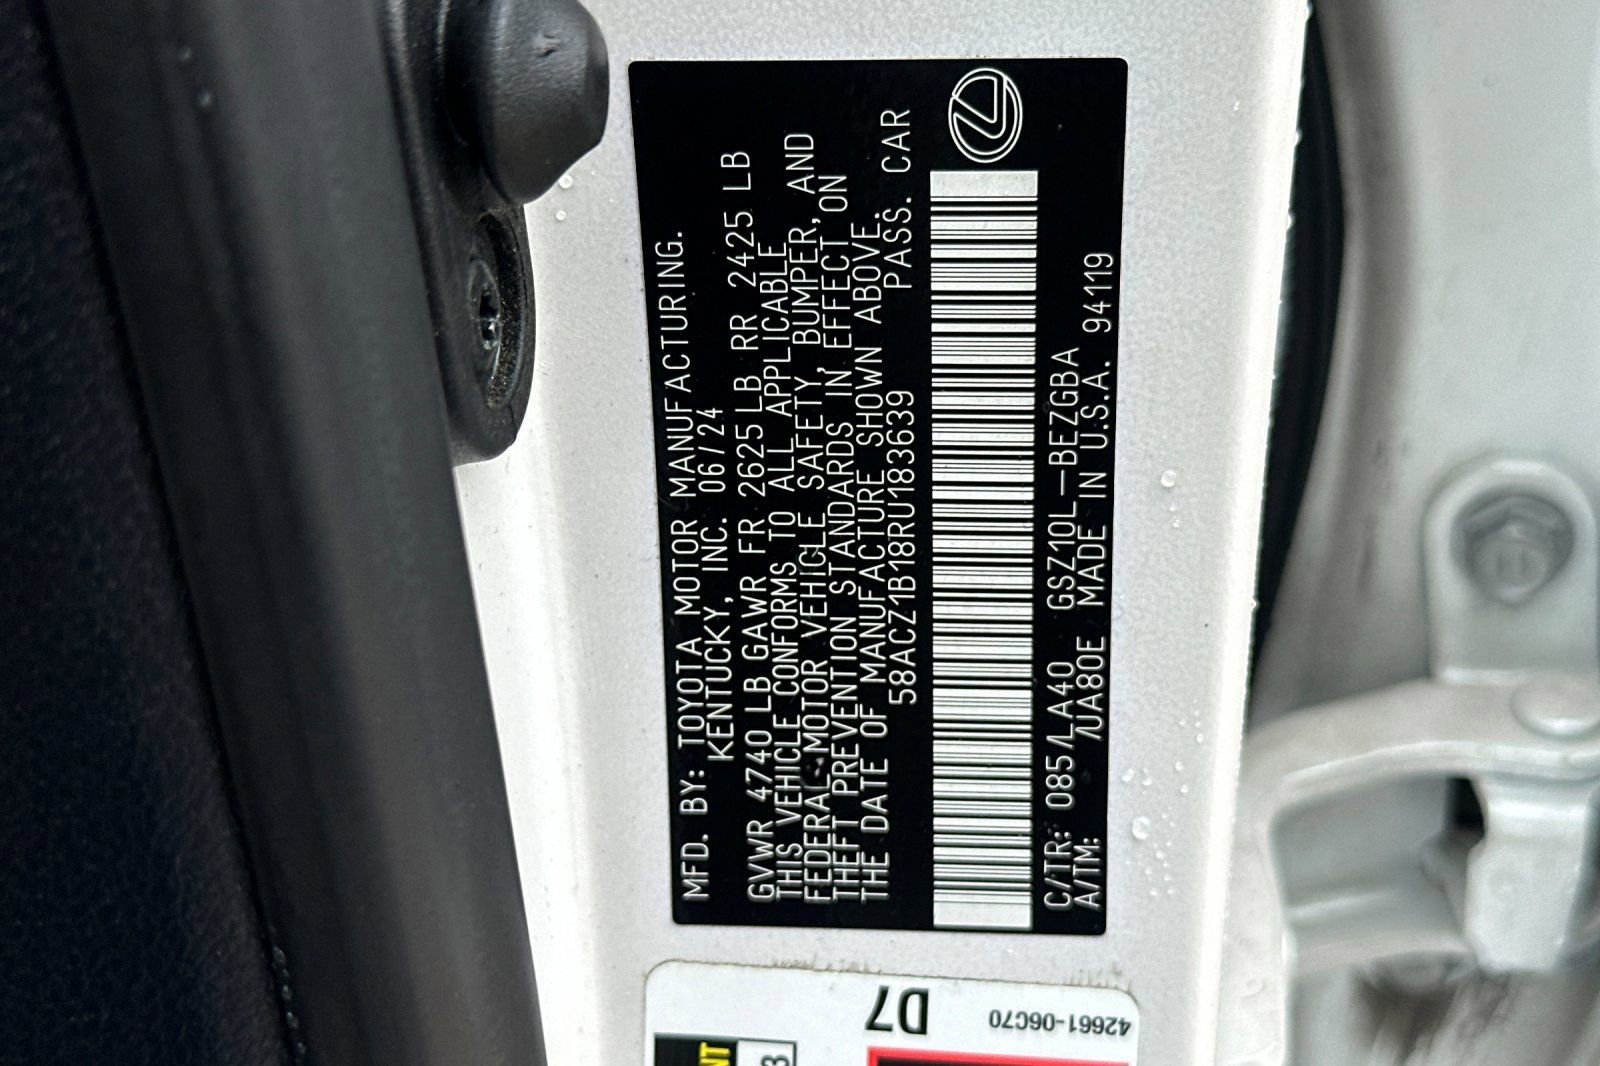 MFD. BY: TOYOTA MOTOR MANUFACTURING.
KENTUCKY, INC. 06/24
GVWR 4740 LB GAWR FR 2625 LB RR 2425 LB
THIS VEHICLE CONFORMS TO ALL APPLICABLE
FEDERAL MOTOR VEHICLE SAFETY, BUMPER, AND
THEFT PREVENTION STANDARDS IN EFFECT ON
THE DATE OF MANUFACTURE SHOWN ABOVE.
58ACZ1B18RU183639 PASS. CAR
C/TR: 085/LA40 GSZ10L-BEZGBA
A/TM: /UA80E MADE IN U.S.A. 94119
42661-06C70
D7